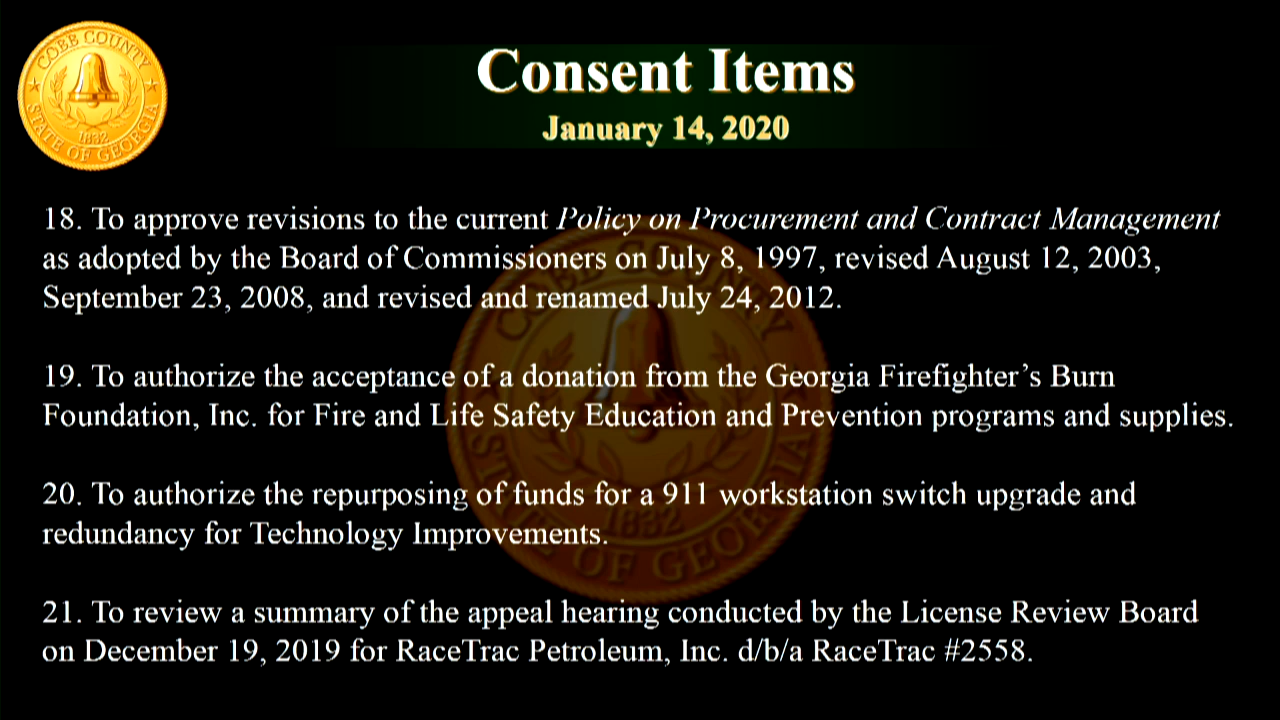 COBB COUNTY
1832
STATE OF GEORGIA
Consent Items
January 14, 2020
18. To approve revisions to the current Policy on Procurement and Contract Management
as adopted by the Board of Commissioners on July 8, 1997, revised August 12, 2003,
September 23, 2008, and revised and renamed July 24, 2012.
19. To authorize the acceptance of a donation from the Georgia Firefighter’s Burn
Foundation, Inc. for Fire and Life Safety Education and Prevention programs and supplies.
20. To authorize the repurposing of funds for a 911 workstation switch upgrade and
redundancy for Technology Improvements.
21. To review a summary of the appeal hearing conducted by the License Review Board
on December 19, 2019 for RaceTrac Petroleum, Inc. d/b/a RaceTrac #2558.
COBB COUNTY
1832
STATE OF GEORGIA